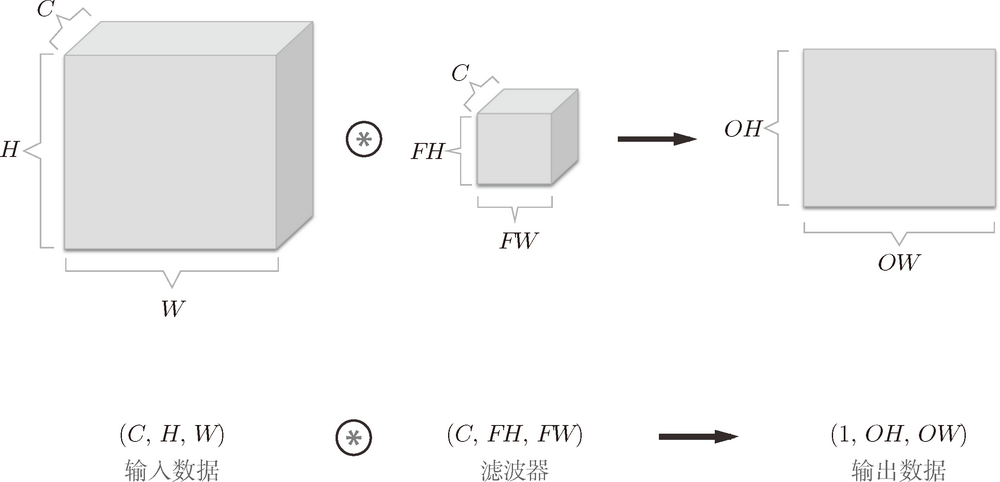 C
H
W
⊛
C
FH
FW
OH
OW
(C, H, W) ⊛ (C, FH, FW) (1, OH, OW)
输入数据 滤波器 输出数据